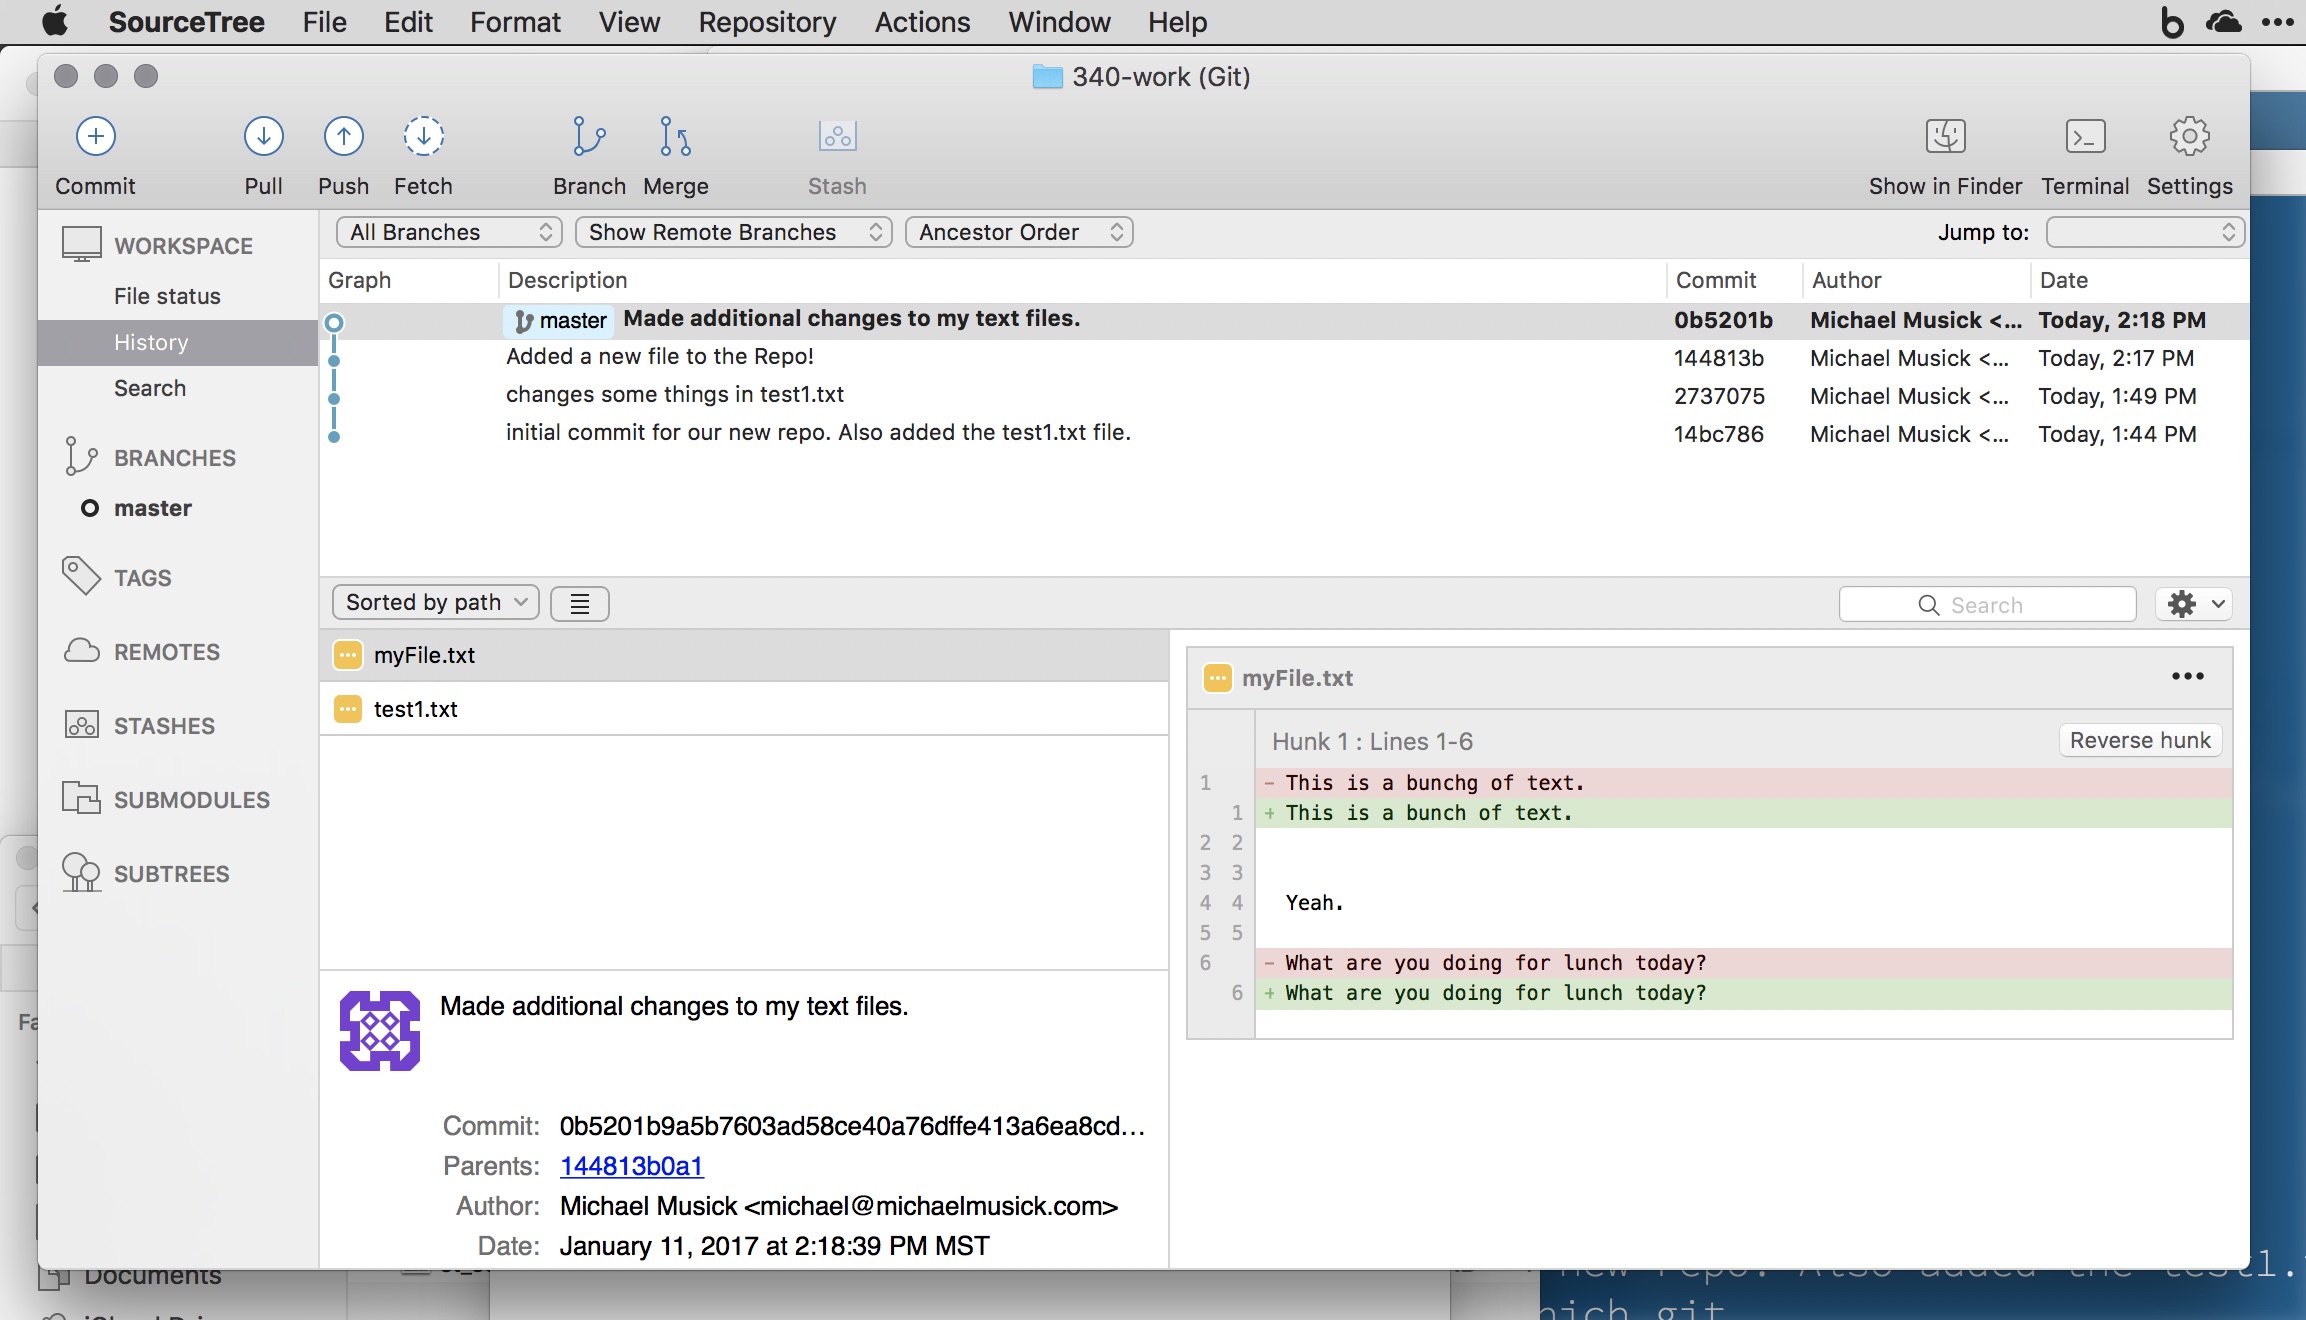 SourceTree File Edit Format View Repository Actions Window Help
340-work (Git)
Commit Pull Push Fetch Branch Merge Stash Show in Finder Terminal Settings
WORKSPACE
File status
History
Search
BRANCHES
master
TAGS
REMOTES
STASHES
SUBMODULES
SUBTREES
All Branches Show Remote Branches Ancestor Order Jump to:
Graph Description Commit Author Date
master Made additional changes to my text files. 0b5201b Michael Musick <... Today, 2:18 PM
Added a new file to the Repo! 144813b Michael Musick <... Today, 2:17 PM
changes some things in test1.txt 2737075 Michael Musick <... Today, 1:49 PM
initial commit for our new repo. Also added the test1.txt file. 14bc786 Michael Musick <... Today, 1:44 PM
Sorted by path Search
myFile.txt
test1.txt
Made additional changes to my text files.
Commit: 0b5201b9a5b7603ad58ce40a76dffe413a6ea8cd...
Parents: 144813b0a1
Author: Michael Musick <michael@michaelmusick.com>
Date: January 11, 2017 at 2:18:39 PM MST
myFile.txt •••
Hunk 1 : Lines 1-6 Reverse hunk
1 - This is a bunchg of text.
1 + This is a bunch of text.
2 2
3 3
4 4 Yeah.
5 5
6 - What are you doing for lunch today?
6 + What are you doing for lunch today?
Documents
new repo. Also added the test1.
git